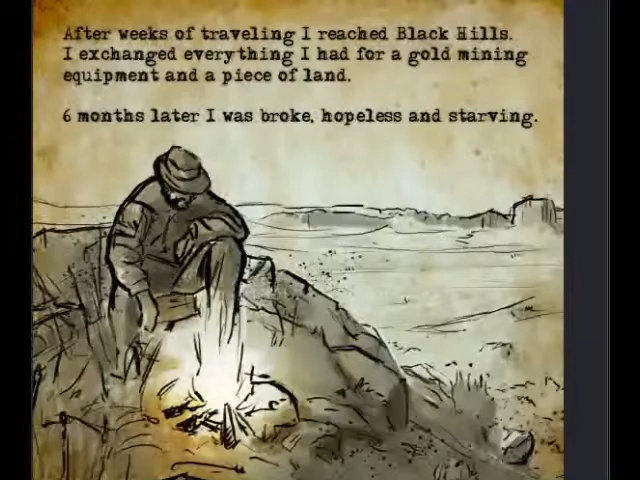 After weeks of traveling I reached Black Hills.
I exchanged everything I had for a gold mining
equipment and a piece of land.
6 months later I was broke, hopeless and starving.